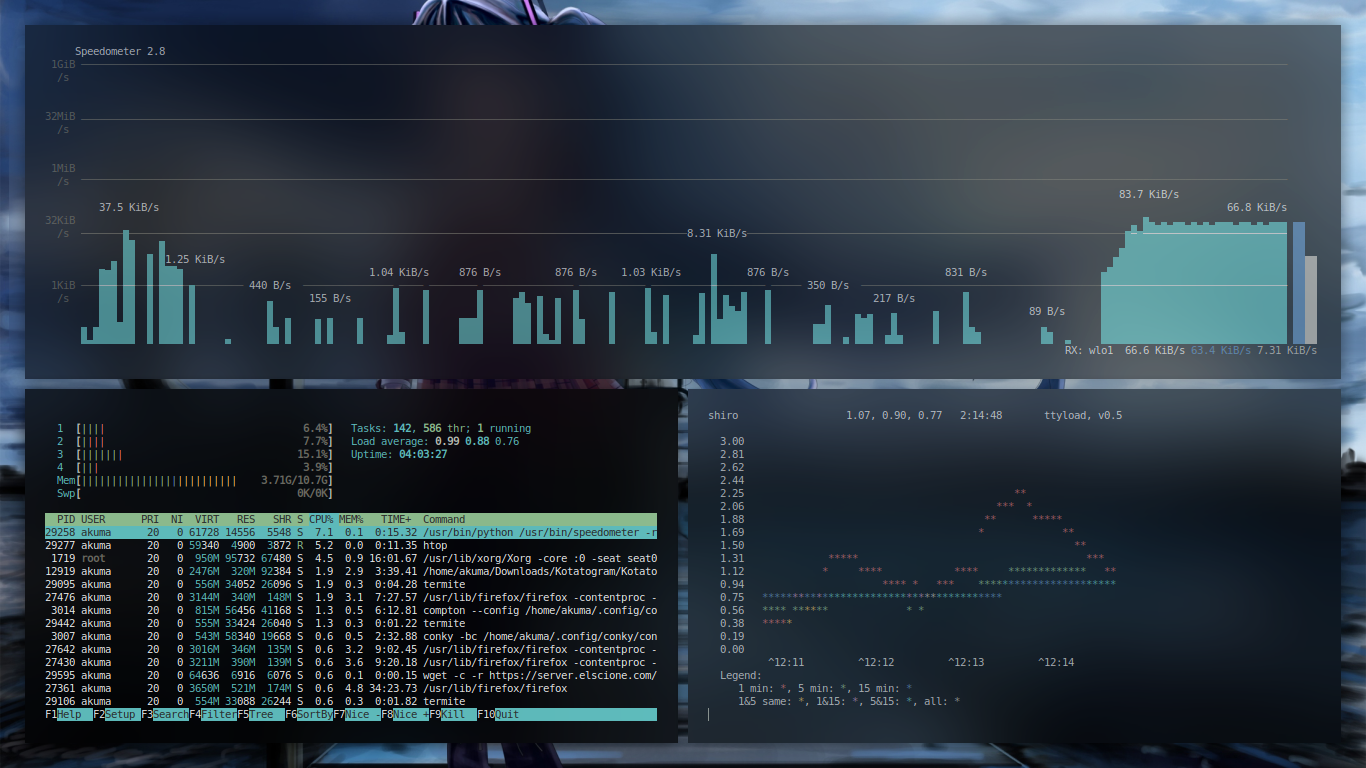 Speedometer 2.8
1GiB
/s
32MiB
/s
1MiB
/s
83.7 KiB/s
37.5 KiB/s 66.8 KiB/s
32KiB
/s 8.31 KiB/s
1.25 KiB/s
1.04 KiB/s 876 B/s 876 B/s 1.03 KiB/s 876 B/s 831 B/s
1KiB 440 B/s 350 B/s
/s 155 B/s 217 B/s
89 B/s
RX: wlo1 66.6 KiB/s 63.4 KiB/s 7.31 KiB/s
1 [|||| 6.4%] Tasks: 142, 586 thr; 1 running
2 [|||| 7.7%] Load average: 0.99 0.88 0.76
3 [||||||| 15.1%] Uptime: 04:03:27
4 [||| 3.9%]
Mem[|||||||||||||||||||||||||| 3.71G/10.7G]
Swp[ 0K/0K]
PID USER PRI NI VIRT RES SHR S CPU% MEM% TIME+ Command
29258 akuma 20 0 61728 14556 5548 S 7.1 0.1 0:15.32 /usr/bin/python /usr/bin/speedometer -r
29277 akuma 20 0 59340 4900 3872 R 5.2 0.0 0:11.35 htop
1719 root 20 0 950M 95732 67480 S 4.5 0.9 16:01.67 /usr/lib/xorg/Xorg -core :0 -seat seat0
12919 akuma 20 0 2476M 320M 92384 S 1.9 2.9 3:39.41 /home/akuma/Downloads/Kotatogram/Kotato
29095 akuma 20 0 556M 34052 26096 S 1.9 0.3 0:04.28 termite
27476 akuma 20 0 3144M 340M 148M S 1.9 3.1 7:27.57 /usr/lib/firefox/firefox -contentproc -
3014 akuma 20 0 815M 56456 41168 S 1.3 0.5 6:12.81 compton --config /home/akuma/.config/co
29442 akuma 20 0 555M 33424 26040 S 1.3 0.3 0:01.22 termite
3007 akuma 20 0 543M 58340 19668 S 0.6 0.5 2:32.88 conky -bc /home/akuma/.config/conky/con
27642 akuma 20 0 3016M 346M 135M S 0.6 3.2 9:02.45 /usr/lib/firefox/firefox -contentproc -
27430 akuma 20 0 3211M 390M 139M S 0.6 3.6 9:20.18 /usr/lib/firefox/firefox -contentproc -
29595 akuma 20 0 64636 6916 6076 S 0.6 0.1 0:00.15 wget -c -r https://server.elscione.com/
27361 akuma 20 0 3650M 521M 174M S 0.6 4.8 34:23.73 /usr/lib/firefox/firefox
29106 akuma 20 0 554M 33088 26244 S 0.6 0.3 0:01.82 termite
F1Help F2Setup F3SearchF4FilterF5Tree F6SortByF7Nice -F8Nice +F9Kill F10Quit
shiro 1.07, 0.90, 0.77 2:14:48 ttyload, v0.5
3.00
2.81
2.62
2.44
2.25 **
2.06 *** *
1.88 ** *****
1.69 * **
1.50 **
1.31 ***** ***
1.12 * **** **** ************* **
0.94 **** * *** ***********************
0.75 ****************************************
0.56 **** ****** * *
0.38 *****
0.19
0.00
^12:11 ^12:12 ^12:13 ^12:14
Legend:
1 min: *, 5 min: *, 15 min: *
1&5 same: *, 1&15: *, 5&15: *, all: *